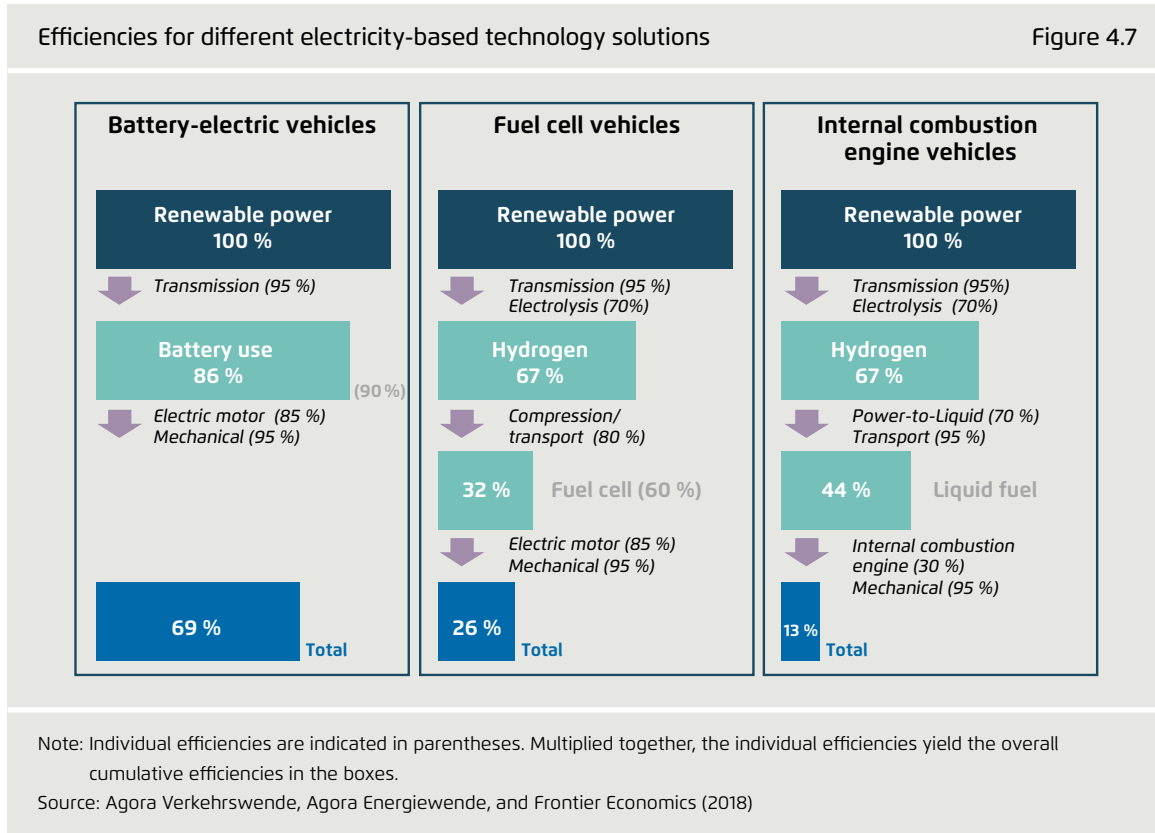 Efficiencies for different electricity-based technology solutions
Figure 4.7
Battery-electric vehicles
Renewable power
100 %
Transmission (95 %)
Battery use
86 %
(90 %)
Electric motor (85 %)
Mechanical (95 %)
69 %
Total
Fuel cell vehicles
Renewable power
100 %
Transmission (95 %)
Electrolysis (70%)
Hydrogen
67 %
Compression/
transport (80 %)
32 %
Fuel cell (60 %)
Electric motor (85 %)
Mechanical (95 %)
26 %
Total
Internal combustion
engine vehicles
Renewable power
100 %
Transmission (95%)
Electrolysis (70%)
Hydrogen
67 %
Power-to-Liquid (70 %)
Transport (95 %)
44 %
Liquid fuel
Internal combustion
engine (30 %)
Mechanical (95 %)
13 %
Total
Note: Individual efficiencies are indicated in parentheses. Multiplied together, the individual efficiencies yield the overall
cumulative efficiencies in the boxes.
Source: Agora Verkehrswende, Agora Energiewende, and Frontier Economics (2018)